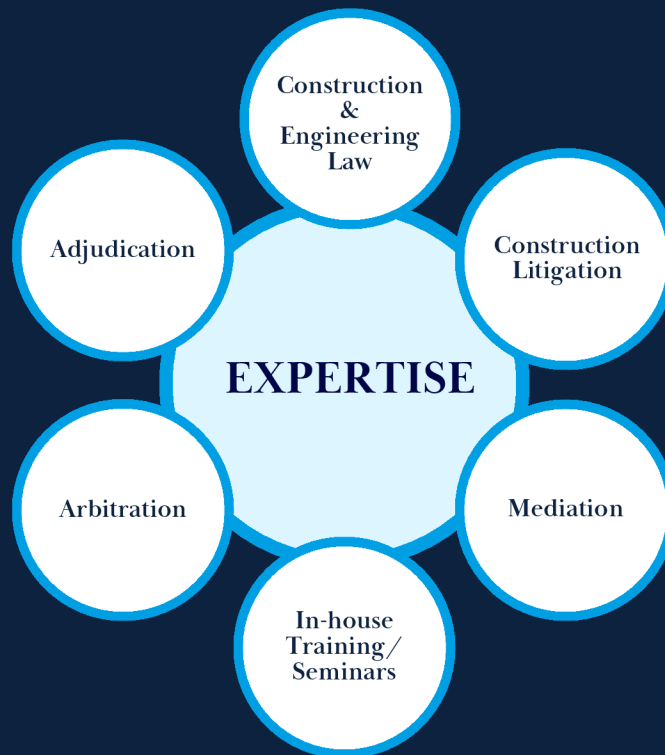 Construction
&
Engineering
Law
Adjudication
Construction
Litigation
EXPERTISE
Arbitration
Mediation
In-house
Training/
Seminars